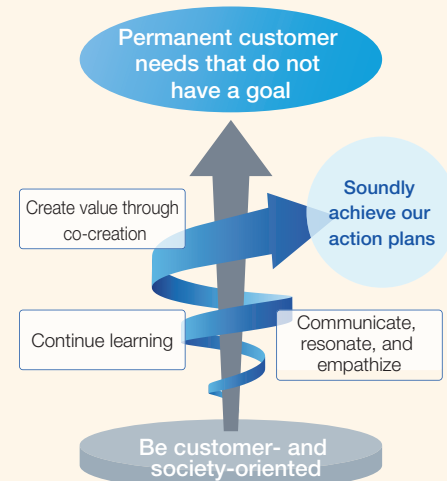 Permanent customer
needs that do not
have a goal
Create value through
co-creation
Soundly
achieve our
action plans
Continue learning
Communicate,
resonate, and
empathize
Be customer- and
society-oriented